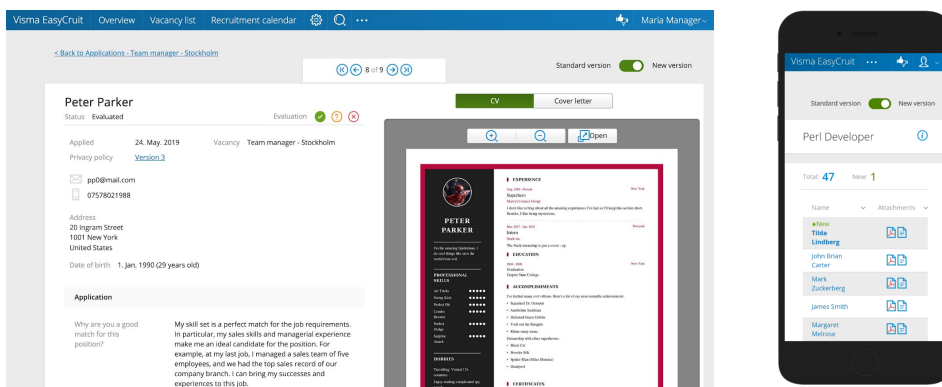 Visma EasyCruit Overview Vacancy list Recruitment calendar ... Maria Manager
< Back to Applications - Team manager - Stockholm
8 of 9
Standard version New version
Peter Parker
Status Evaluated Evaluation
Applied 24. May. 2019 Vacancy Team manager - Stockholm
Privacy policy Version 3
pp0@mail.com
07578021988
Address
20 Ingram Street
1001 New York
United States
Date of birth 1. Jan. 1990 (29 years old)
Application
Why are you a good match for this position?
My skill set is a perfect match for the job requirements.
In particular, my sales skills and managerial experience
make me an ideal candidate for the position. For
example, at my last job, I managed a sales team of five
employees, and we had the top sales record of our
company branch. I can bring my successes and
experiences to this job.
CV Cover letter
Open
PETER
PARKER
PROFESSIONAL
SKILLS
HOBBIES
EXPERIENCE
Superhero
New York
Intern
EDUCATION
Graduation
Empire State College
New York
ACCOMPLISHMENTS
CERTIFICATES
Visma EasyCruit ...
Standard version New version
Perl Developer
Total: 47 New: 1
Name Attachments
New
Tilda
Lindberg
John Brian
Carter
Mark
Zuckerberg
James Smith
Margaret
Melrose